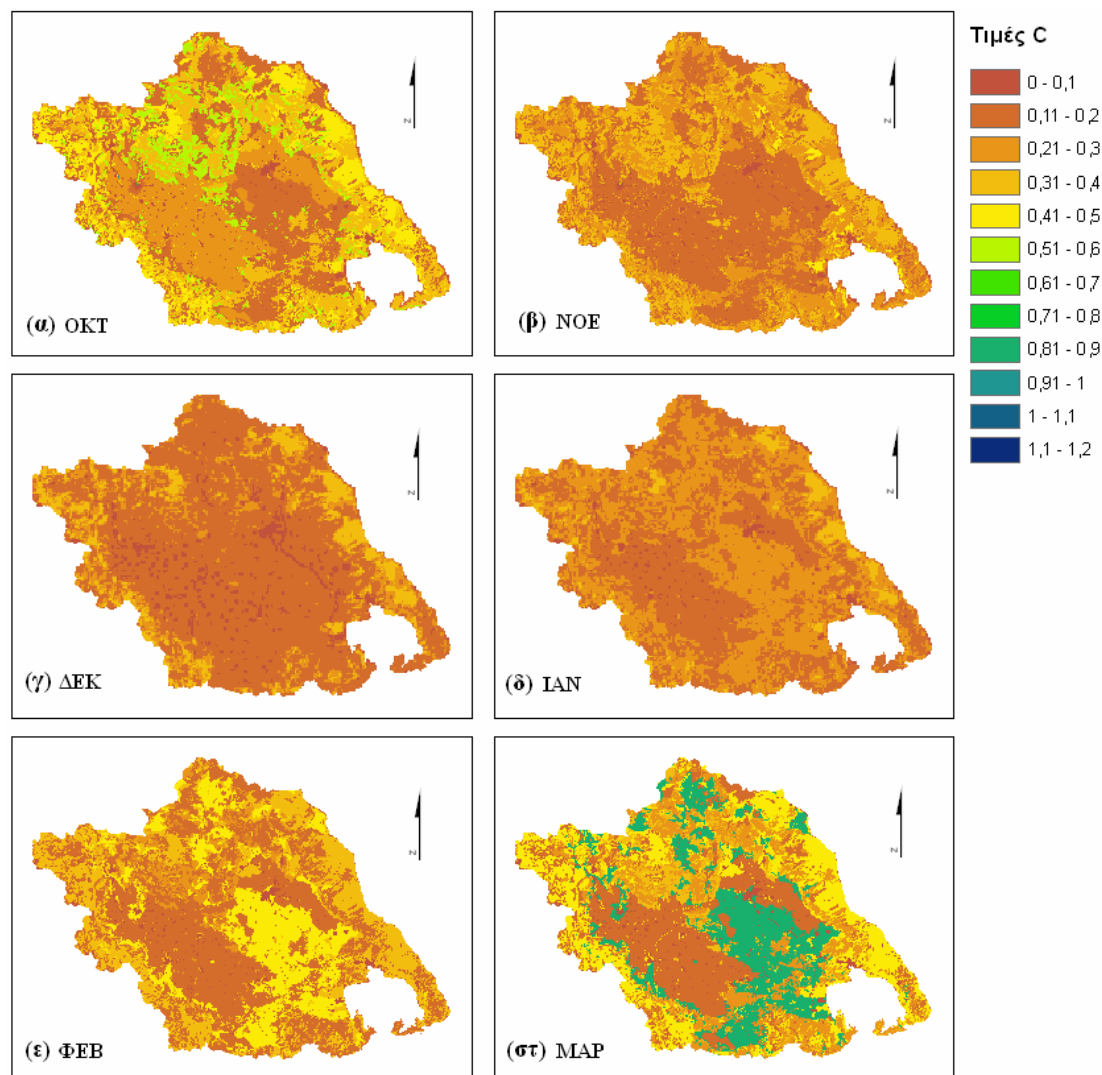 Τιμές C
0 - 0,1
0,11 - 0,2
0,21 - 0,3
0,31 - 0,4
0,41 - 0,5
0,51 - 0,6
0,61 - 0,7
0,71 - 0,8
0,81 - 0,9
0,91 - 1
1 - 1,1
1,1 - 1,2
N
(α) ΟΚΤ
N
(β) ΝΟΕ
N
(γ) ΔΕΚ
N
(δ) ΙΑΝ
N
(ε) ΦΕΒ
N
(στ) ΜΑΡ